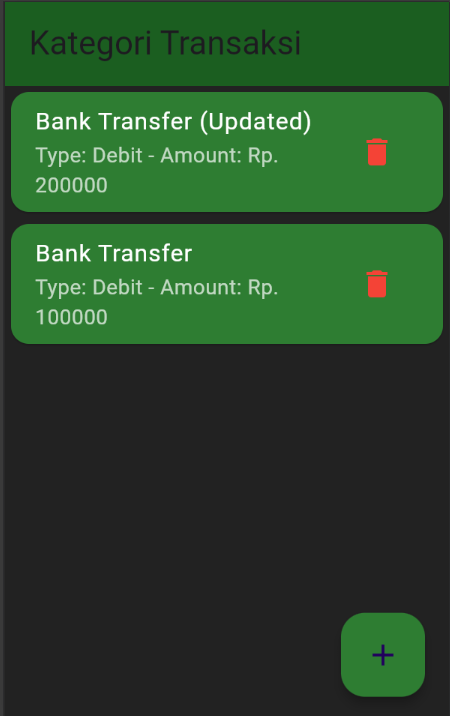 Kategori Transaksi
Bank Transfer (Updated)
Type: Debit - Amount: Rp.
200000
Bank Transfer
Type: Debit - Amount: Rp.
100000
+